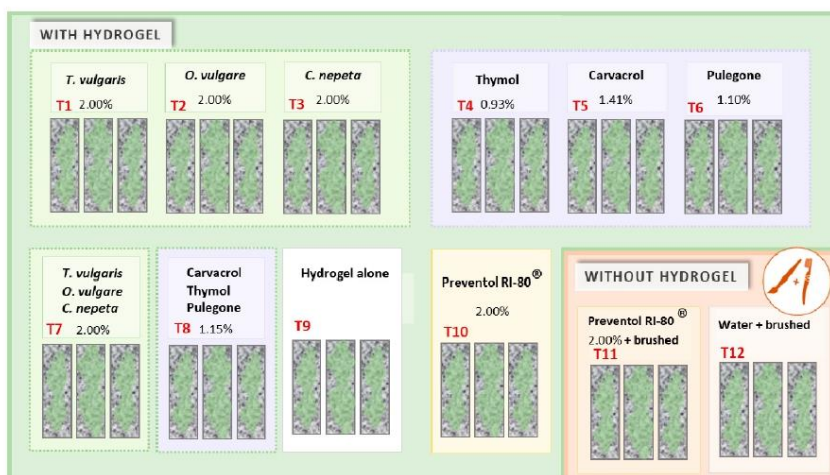 WITH HYDROGEL
T. vulgaris
T1 2.00%
O. vulgare
T2 2.00%
C. nepeta
T3 2.00%
Thymol
T4 0.93%
Carvacrol
T5 1.41%
Pulegone
T6 1.10%
T. vulgaris
O. vulgare
C. nepeta
T7 2.00%
Carvacrol
Thymol
Pulegone
T8 1.15%
Hydrogel alone
T9
Preventol RI-80®
2.00%
T10
WITHOUT HYDROGEL
Preventol RI-80®
2.00% + brushed
T11
Water + brushed
T12